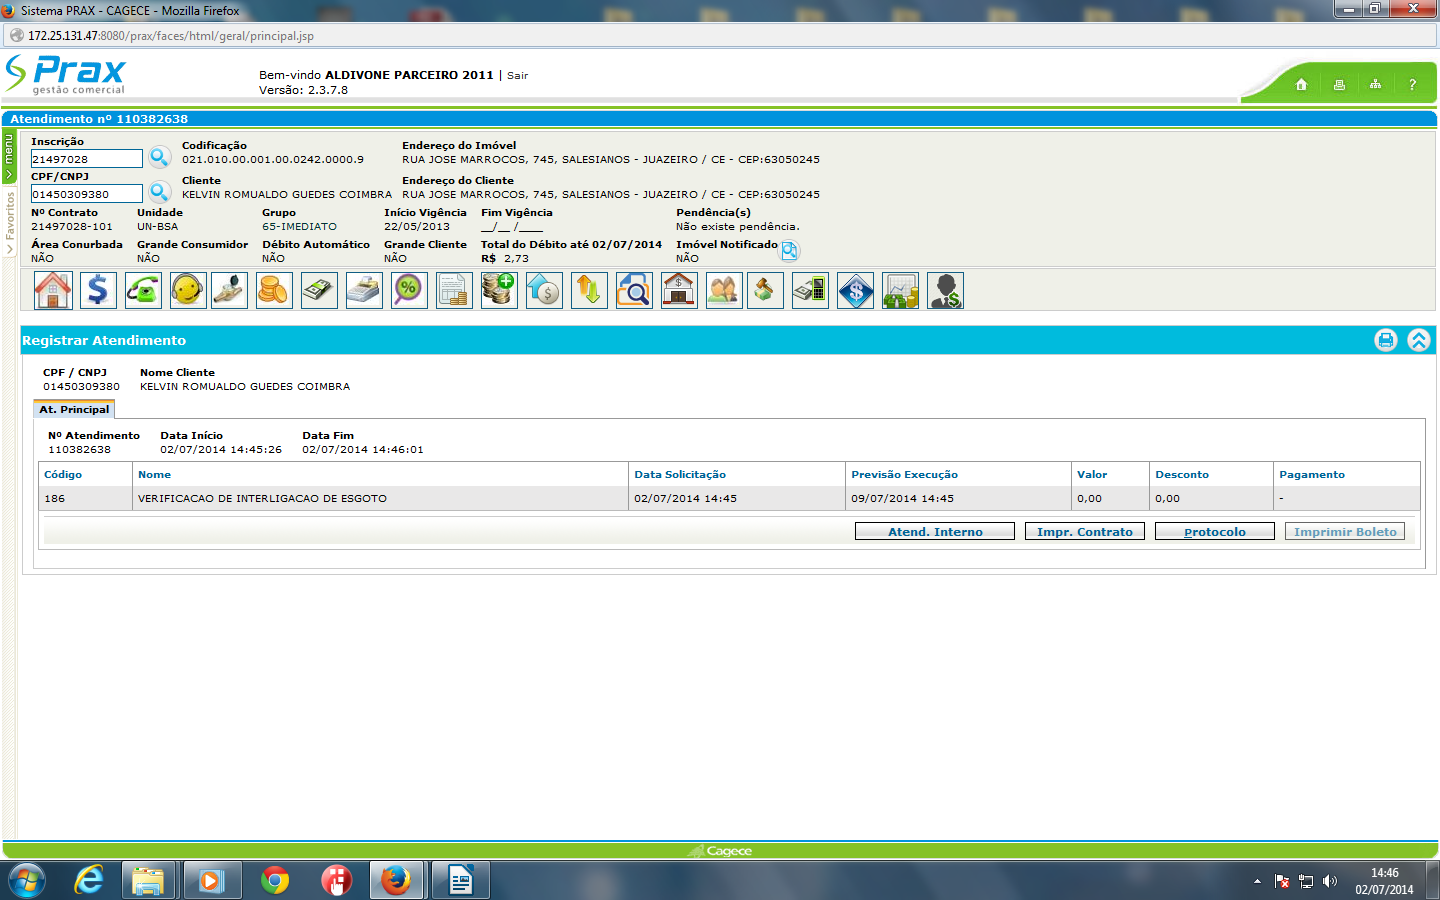 Sistema PRAX - CAGECE - Mozilla Firefox
172.25.131.47:8080/prax/faces/html/geral/principal.jsp
Prax
gestão comercial
Bem-vindo ALDIVONE PARCEIRO 2011 | Sair
Versão: 2.3.7.8
?
Atendimento nº 110382638
menu
Favoritos
Inscrição
21497028
Codificação
021.010.00.001.00.0242.0000.9
Endereço do Imóvel
RUA JOSE MARROCOS, 745, SALESIANOS - JUAZEIRO / CE - CEP:63050245
CPF/CNPJ
01450309380
Cliente
KELVIN ROMUALDO GUEDES COIMBRA
Endereço do Cliente
RUA JOSE MARROCOS, 745, SALESIANOS - JUAZEIRO / CE - CEP:63050245
Nº Contrato Unidade Grupo Início Vigência Fim Vigência Pendência(s)
21497028-101 UN-BSA 65-IMEDIATO 22/05/2013 __/__ /____ Não existe pendência.
Área Conurbada Grande Consumidor Débito Automático Grande Cliente Total do Débito até 02/07/2014 Imóvel Notificado
NÃO NÃO NÃO NÃO R$ 2,73 NÃO
Registrar Atendimento
CPF / CNPJ Nome Cliente
01450309380 KELVIN ROMUALDO GUEDES COIMBRA
At. Principal
Nº Atendimento Data Início Data Fim
110382638 02/07/2014 14:45:26 02/07/2014 14:46:01
Código Nome Data Solicitação Previsão Execução Valor Desconto Pagamento
186 VERIFICACAO DE INTERLIGACAO DE ESGOTO 02/07/2014 14:45 09/07/2014 14:45 0,00 0,00 -
Atend. Interno Impr. Contrato Protocolo Imprimir Boleto
Cagece
14:46
02/07/2014